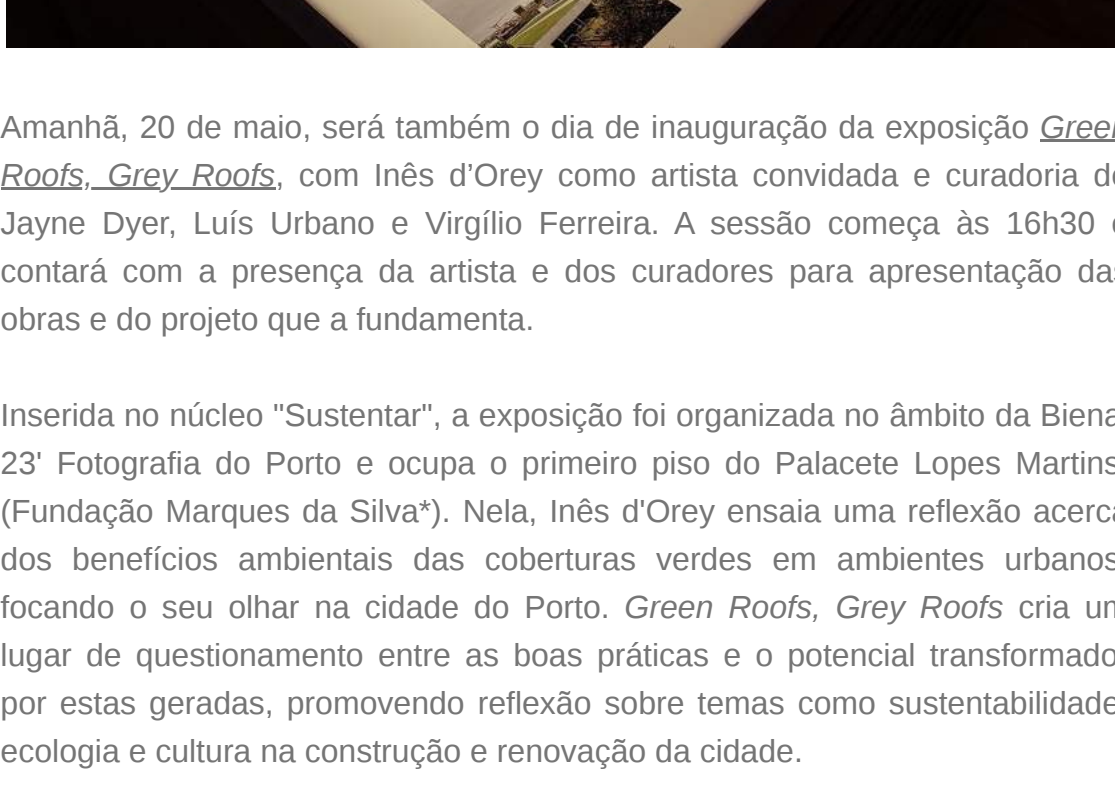 Amanhã, 20 de maio, será também o dia de inauguração da exposição Green
Roofs, Grey Roofs, com Inês d’Orey como artista convidada e curadoria de
Jayne Dyer, Luís Urbano e Virgílio Ferreira. A sessão começa às 16h30 e
contará com a presença da artista e dos curadores para apresentação das
obras e do projeto que a fundamenta.
Inserida no núcleo "Sustentar", a exposição foi organizada no âmbito da Biena
23' Fotografia do Porto e ocupa o primeiro piso do Palacete Lopes Martins
(Fundação Marques da Silva*). Nela, Inês d'Orey ensaia uma reflexão acerca
dos benefícios ambientais das coberturas verdes em ambientes urbanos
focando o seu olhar na cidade do Porto. Green Roofs, Grey Roofs cria um
lugar de questionamento entre as boas práticas e o potencial transformado
por estas geradas, promovendo reflexão sobre temas como sustentabilidade
ecologia e cultura na construção e renovação da cidade.